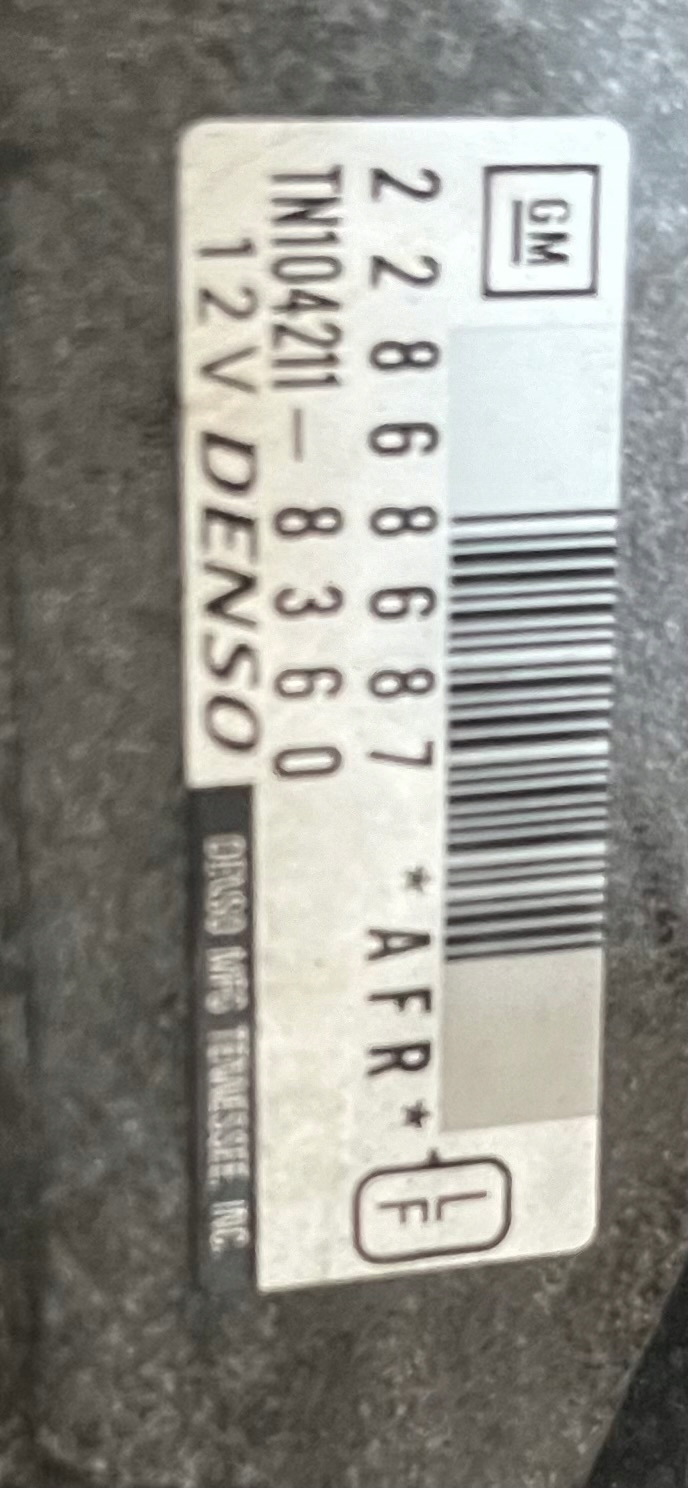 GM
22868687 *AFR*
LF
TN104211-8360
12V DENSO
DENSO MFG TENNESSEE, INC.